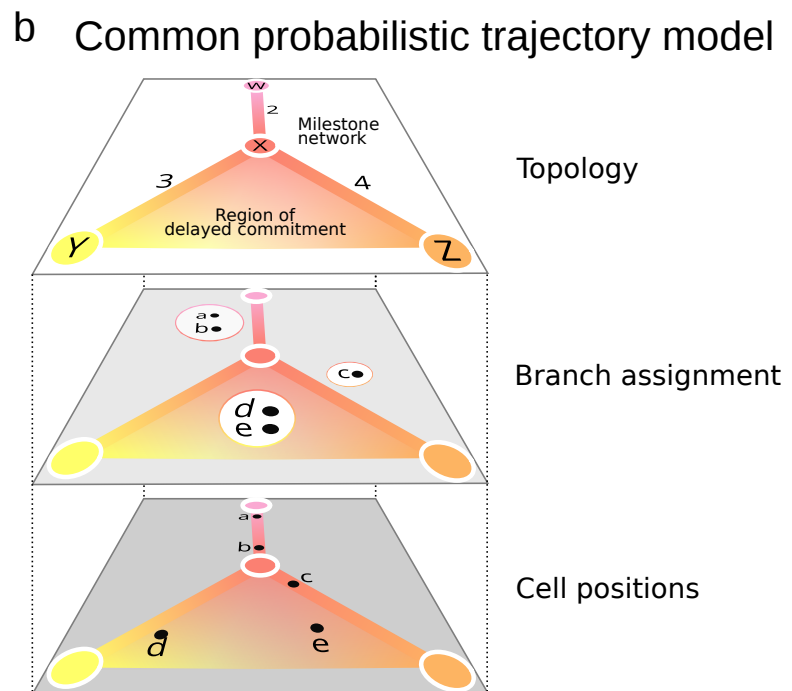 b Common probabilistic trajectory model
W
2
Milestone
network
X
3
4
Topology
Region of
delayed commitment
Y
Z
a
b
c
Branch assignment
d
e
a
b
c
Cell positions
d
e